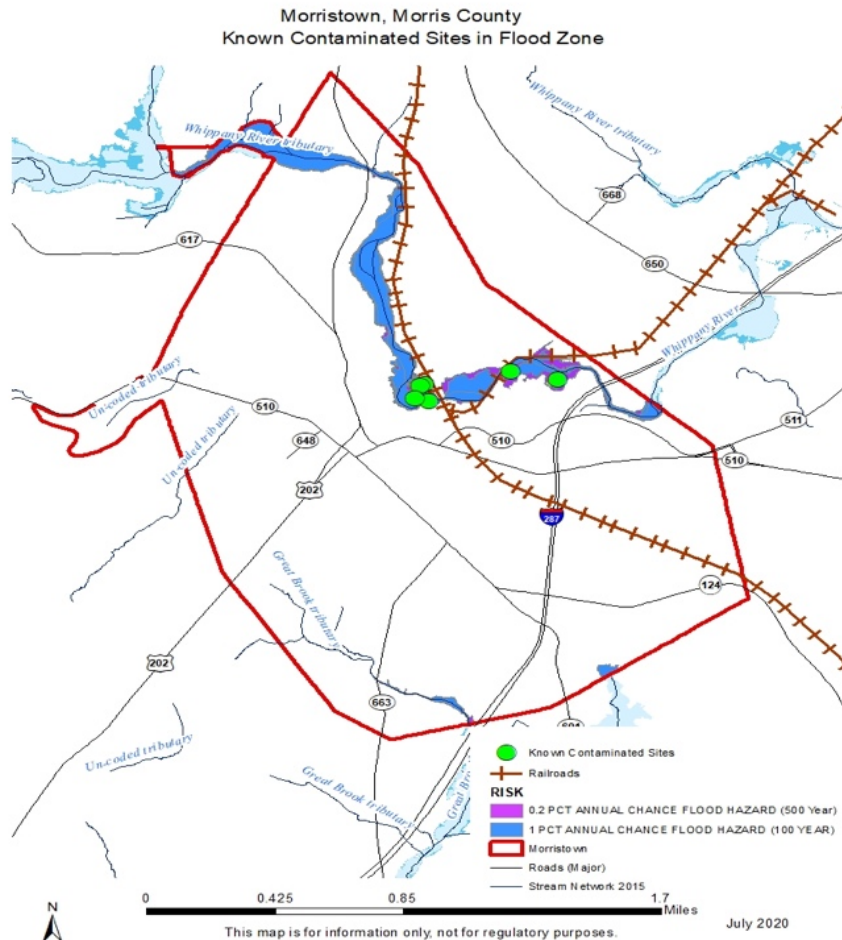 Morristown, Morris County
Known Contaminated Sites in Flood Zone
Whippany River tributary
Whippany River tributary
668
617
650
Whippany River
Un-coded tributary
510
648
510
511
510
Un-coded tributary
202
287
Great Brook tributary
124
202
663
Un-coded tributary
Great Brook tributary
Great Bro
Known Contaminated Sites
Railroads
RISK
0.2 PCT ANNUAL CHANCE FLOOD HAZARD (500 Year)
1 PCT ANNUAL CHANCE FLOOD HAZARD (100 YEAR)
Morristown
Roads (Major)
Stream Network 2015
N
0 0.425 0.85 1.7
Miles
July 2020
This map is for information only, not for regulatory purposes.